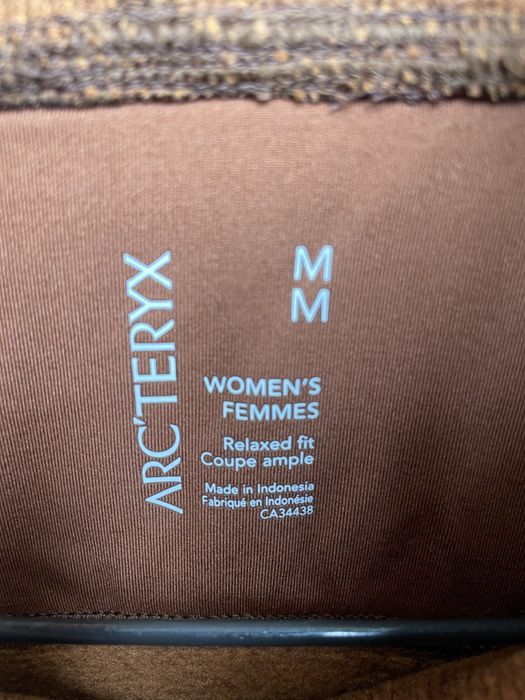 ARC'TERYX
M
M
WOMEN'S
FEMMES
Relaxed fit
Coupe ample
Made in Indonesia
Fabriqué en Indonésie
CA34438